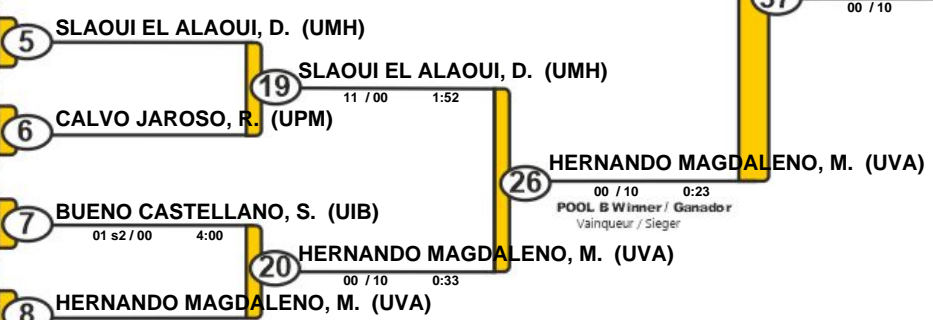 37
00 / 10
5
SLAOUI EL ALAOUI, D. (UMH)
19
SLAOUI EL ALAOUI, D. (UMH)
11 / 00 1:52
6
CALVO JAROSO, R. (UPM)
26
HERNANDO MAGDALENO, M. (UVA)
00 / 10 0:23
POOL B Winner / Ganador
Vainqueur / Sieger
7
BUENO CASTELLANO, S. (UIB)
01 s2 / 00 4:00
20
HERNANDO MAGDALENO, M. (UVA)
00 / 10 0:33
8
HERNANDO MAGDALENO, M. (UVA)